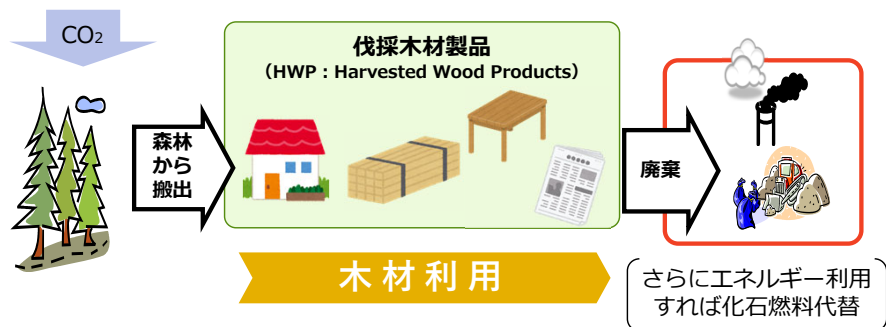 CO₂
伐採木材製品
（HWP：Harvested Wood Products）
森林
から
搬出
廃棄
木材利用
さらにエネルギー利用
すれば化石燃料代替